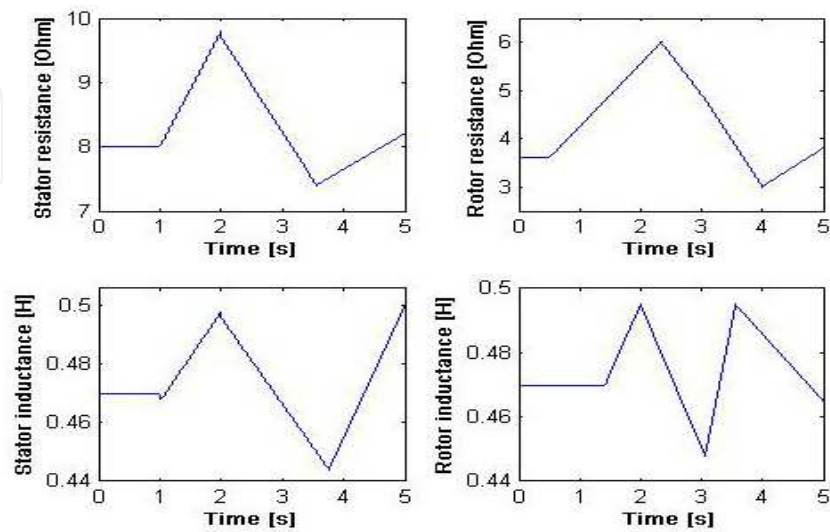 Stator resistance [Ohm]
10
9
8
7
0 1 2 3 4 5
Time [s]
Rotor resistance [Ohm]
6
5
4
3
0 1 2 3 4 5
Time [s]
Stator inductance [H]
0.5
0.48
0.46
0.44
0 1 2 3 4 5
Time [s]
Rotor inductance [H]
0.5
0.48
0.46
0.44
0 1 2 3 4 5
Time [s]